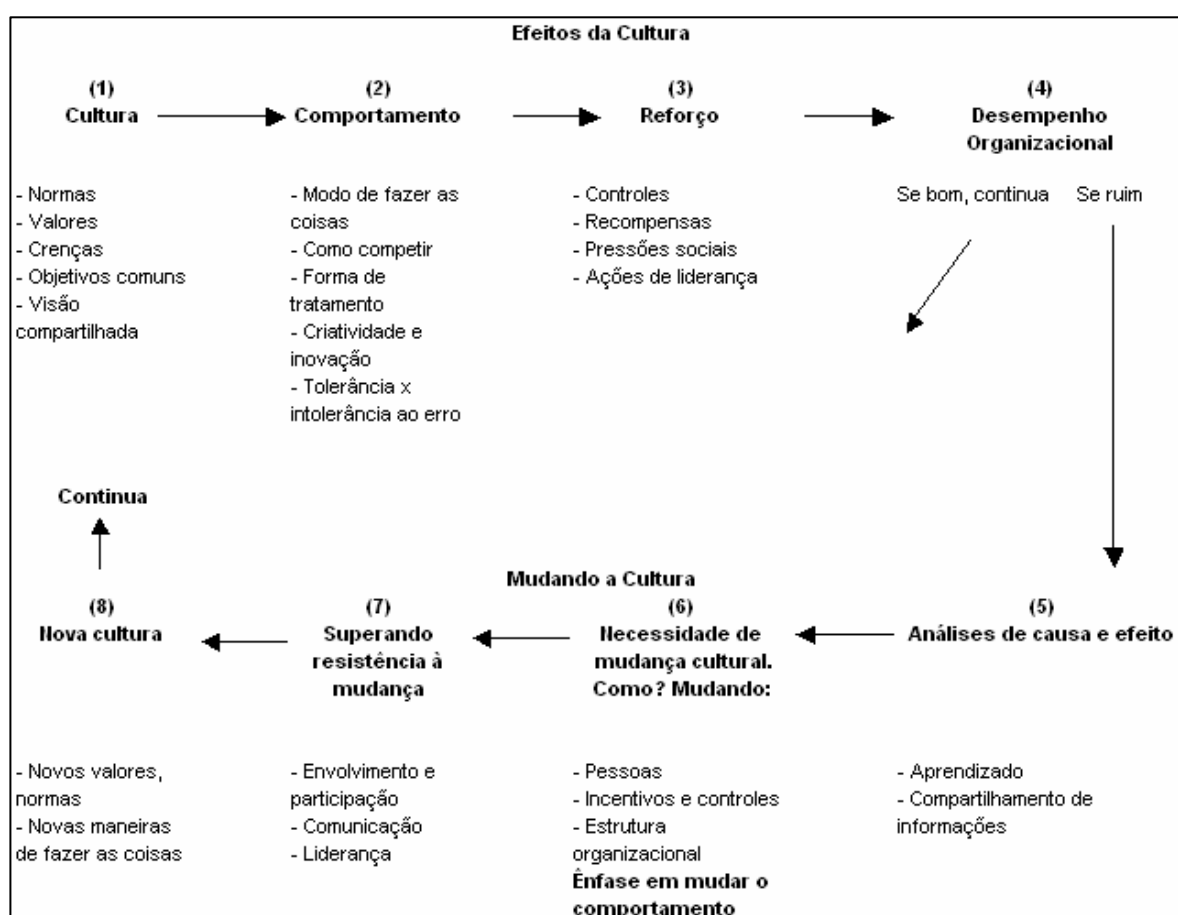 Efeitos da Cultura
(1)
Cultura
(2)
Comportamento
(3)
Reforço
(4)
Desempenho
Organizacional
- Normas
- Valores
- Crenças
- Objetivos comuns
- Visão
compartilhada
- Modo de fazer as
coisas
- Como competir
- Forma de
tratamento
- Criatividade e
inovação
- Tolerância x
intolerância ao erro
- Controles
- Recompensas
- Pressões sociais
- Ações de liderança
Se bom, continua
Se ruim
Continua
Mudando a Cultura
(8)
Nova cultura
(7)
Superando
resistência à
mudança
(6)
Necessidade de
mudança cultural.
Como? Mudando:
(5)
Análises de causa e efeito
- Novos valores,
normas
- Novas maneiras
de fazer as coisas
- Envolvimento e
participação
- Comunicação
- Liderança
- Pessoas
- Incentivos e controles
- Estrutura
organizacional
Ênfase em mudar o
comportamento
- Aprendizado
- Compartilhamento de
informações